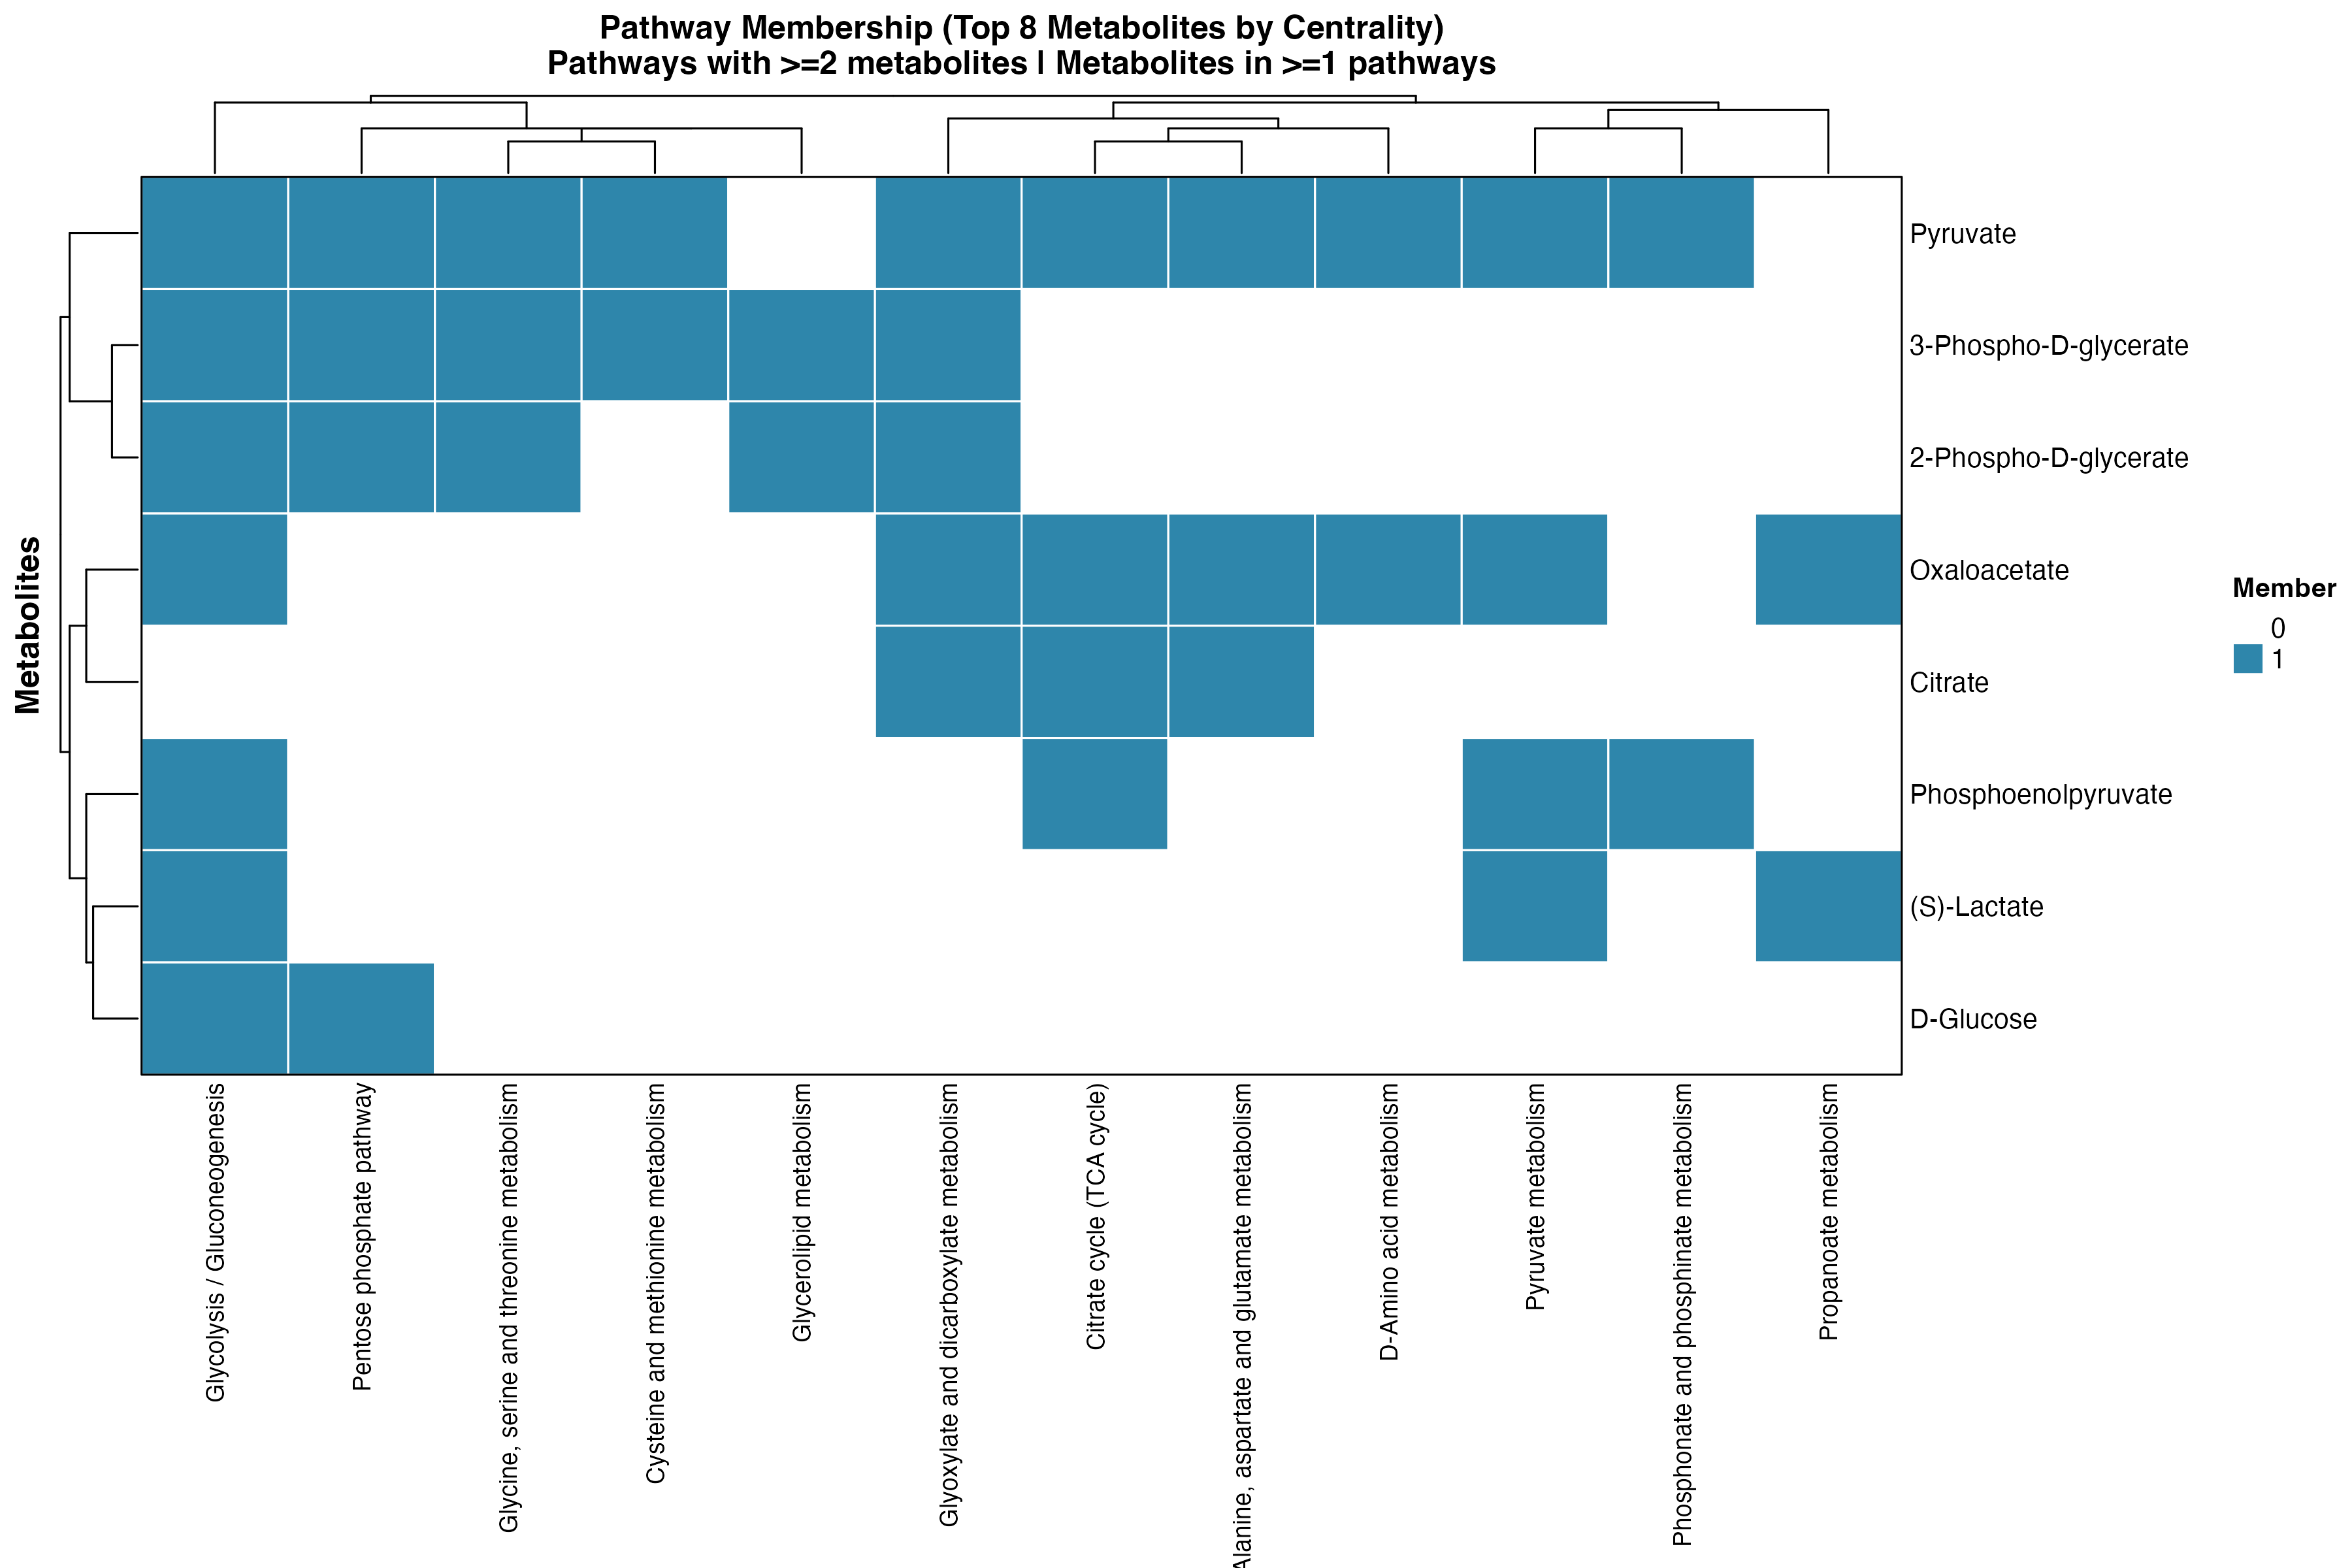 Pathway Membership (Top 8 Metabolites by Centrality)
Pathways with >=2 metabolites | Metabolites in >=1 pathways
Metabolites
Pyruvate
3-Phospho-D-glycerate
2-Phospho-D-glycerate
Oxaloacetate
Citrate
Phosphoenolpyruvate
(S)-Lactate
D-Glucose
Member
0
1
Glycolysis / Gluconeogenesis
Pentose phosphate pathway
Glycine, serine and threonine metabolism
Cysteine and methionine metabolism
Glycerolipid metabolism
Glyoxylate and dicarboxylate metabolism
Citrate cycle (TCA cycle)
Alanine, aspartate and glutamate metabolism
D-Amino acid metabolism
Pyruvate metabolism
Phosphonate and phosphinate metabolism
Propanoate metabolism